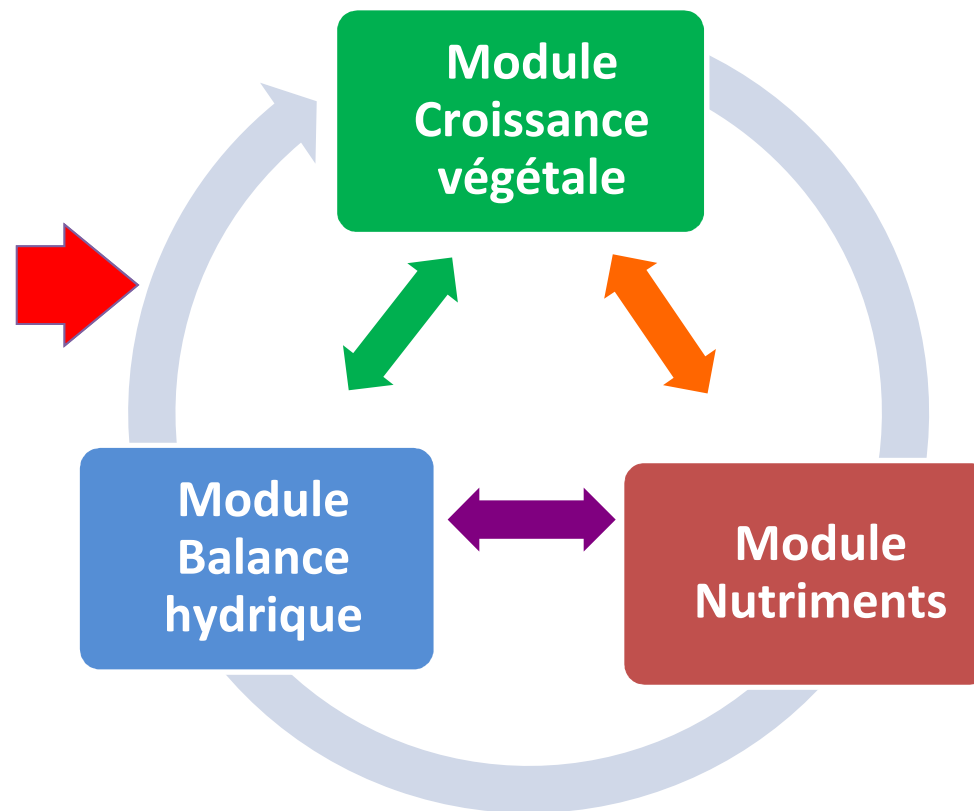 Module
Croissance
végétale
Module
Balance
hydrique
Module
Nutriments